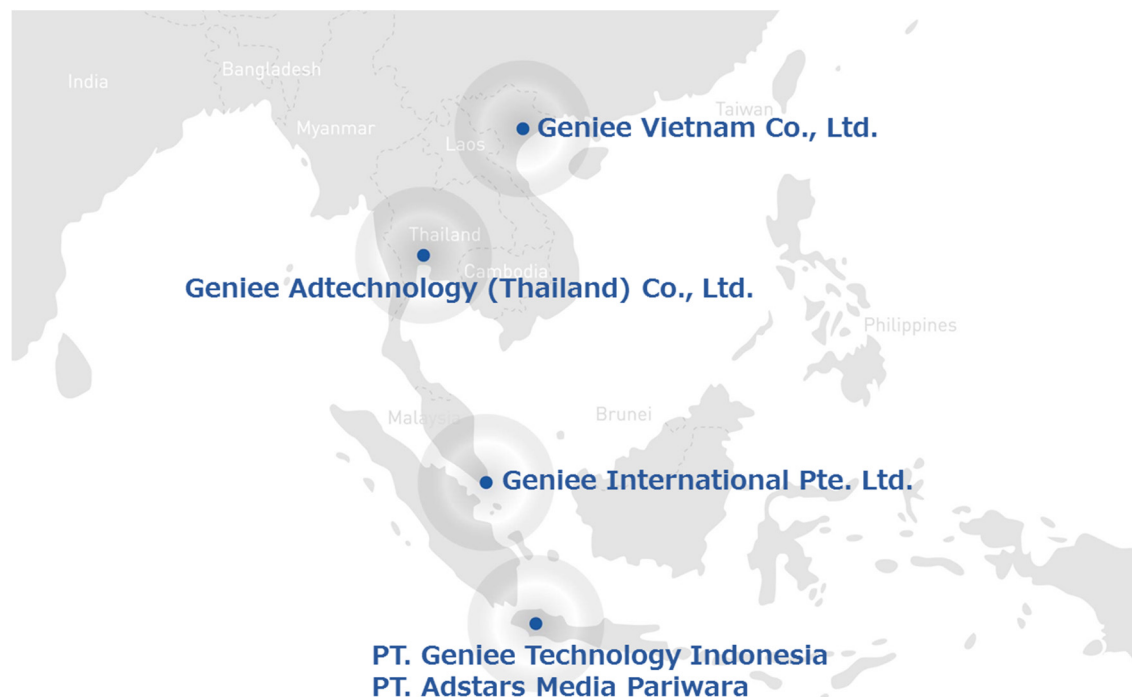 India
Bangladesh
Myanmar
Taiwan
Geniee Vietnam Co., Ltd.
Laos
Thailand
Cambodia
Geniee Adtechnology (Thailand) Co., Ltd.
Philippines
Malaysia
Brunei
Geniee International Pte. Ltd.
PT. Geniee Technology Indonesia
PT. Adstars Media Pariwara